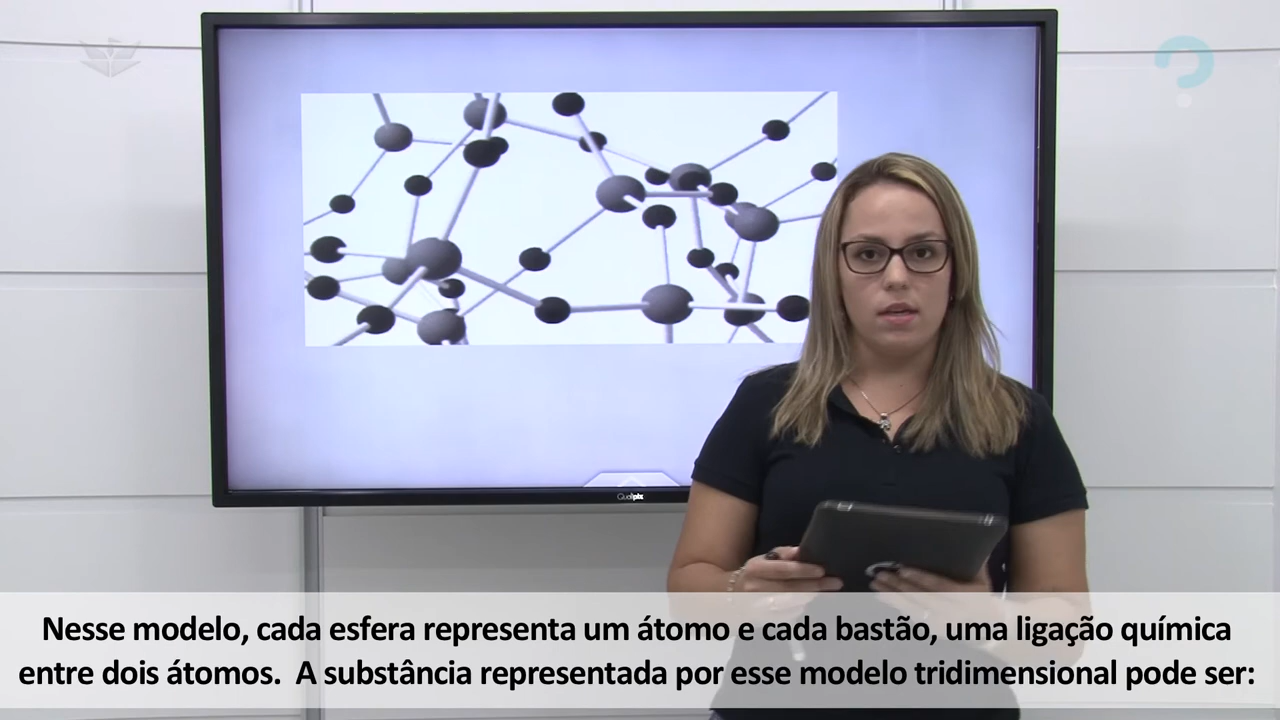 Qualipix
Nesse modelo, cada esfera representa um átomo e cada bastão, uma ligação química
entre dois átomos. A substância representada por esse modelo tridimensional pode ser: